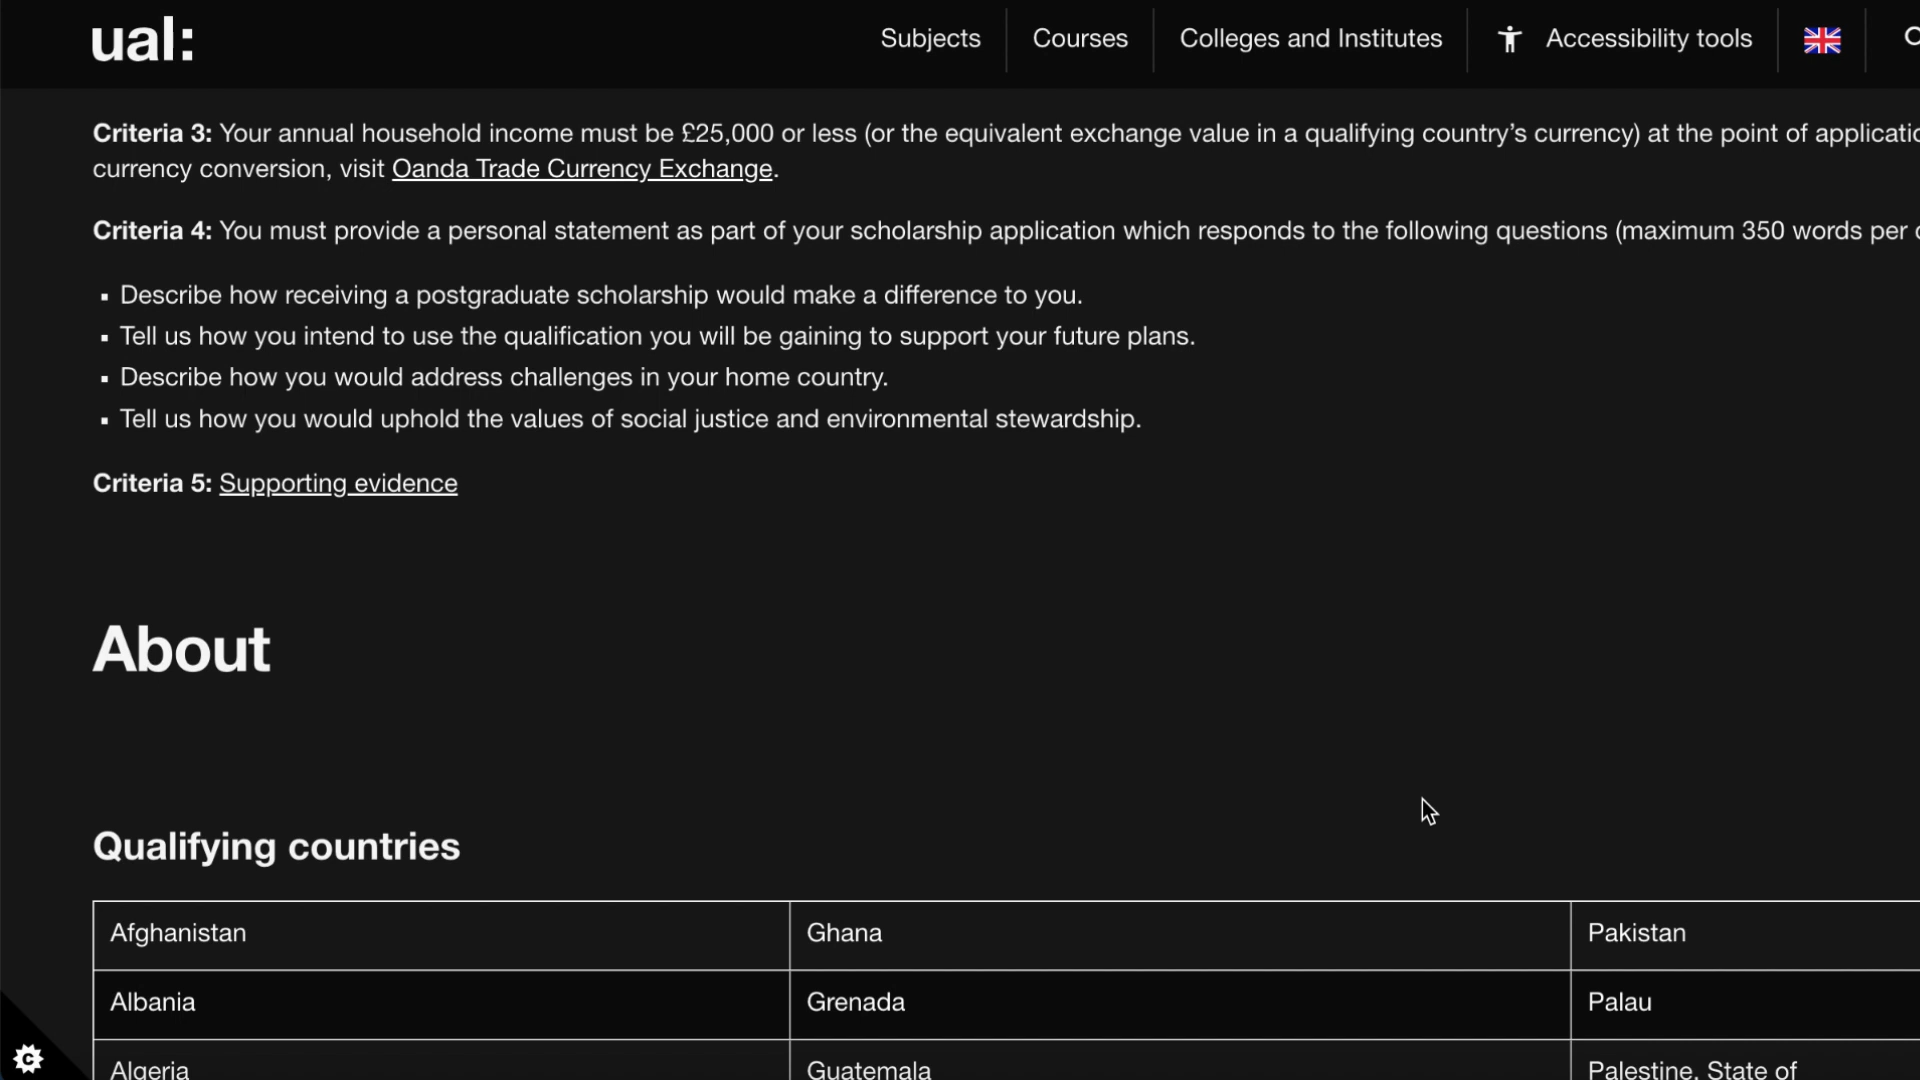 ual:
Subjects
Courses
Colleges and Institutes
Accessibility tools
Criteria 3: Your annual household income must be £25,000 or less (or the equivalent exchange value in a qualifying country’s currency) at the point of
currency conversion, visit Oanda Trade Currency Exchange.
Criteria 4: You must provide a personal statement as part of your scholarship application which responds to the following questions (maximum 350 words per
▪ Describe how receiving a postgraduate scholarship would make a difference to you.
▪ Tell us how you intend to use the qualification you will be gaining to support your future plans.
▪ Describe how you would address challenges in your home country.
▪ Tell us how you would uphold the values of social justice and environmental stewardship.
Criteria 5: Supporting evidence
About
Qualifying countries
Afghanistan
Ghana
Pakistan
Albania
Grenada
Palau
Algeria
Guatemala
Palestine, State of